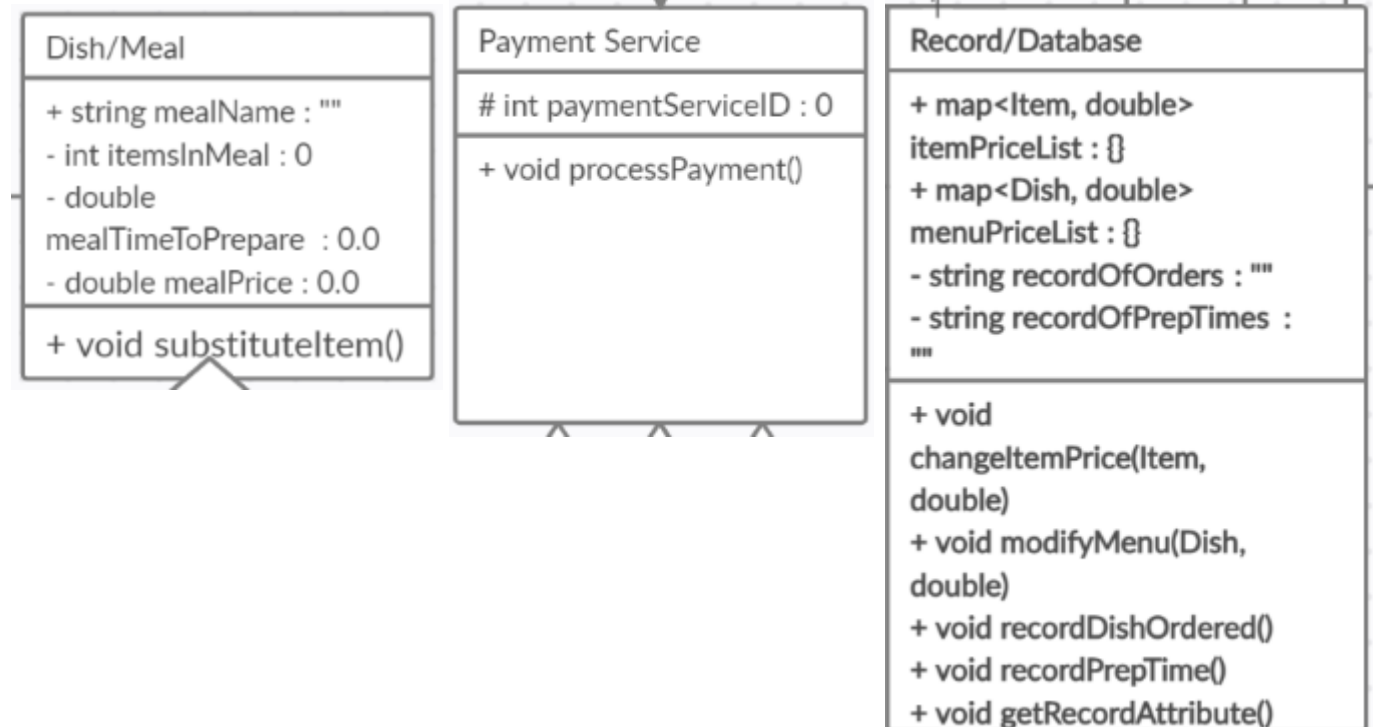 Dish/Meal
+ string mealName : ""
- int itemsInMeal : 0
- double
mealTimeToPrepare : 0.0
- double mealPrice : 0.0
+ void substituteItem()
Payment Service
# int paymentServiceID : 0
+ void processPayment()
1
Record/Database
+ map<Item, double>
itemPriceList : {}
+ map<Dish, double>
menuPriceList : {}
- string recordOfOrders : ""
- string recordOfPrepTimes :
""
+ void
changeItemPrice(Item,
double)
+ void modifyMenu(Dish,
double)
+ void recordDishOrdered()
+ void recordPrepTime()
+ void getRecordAttribute()